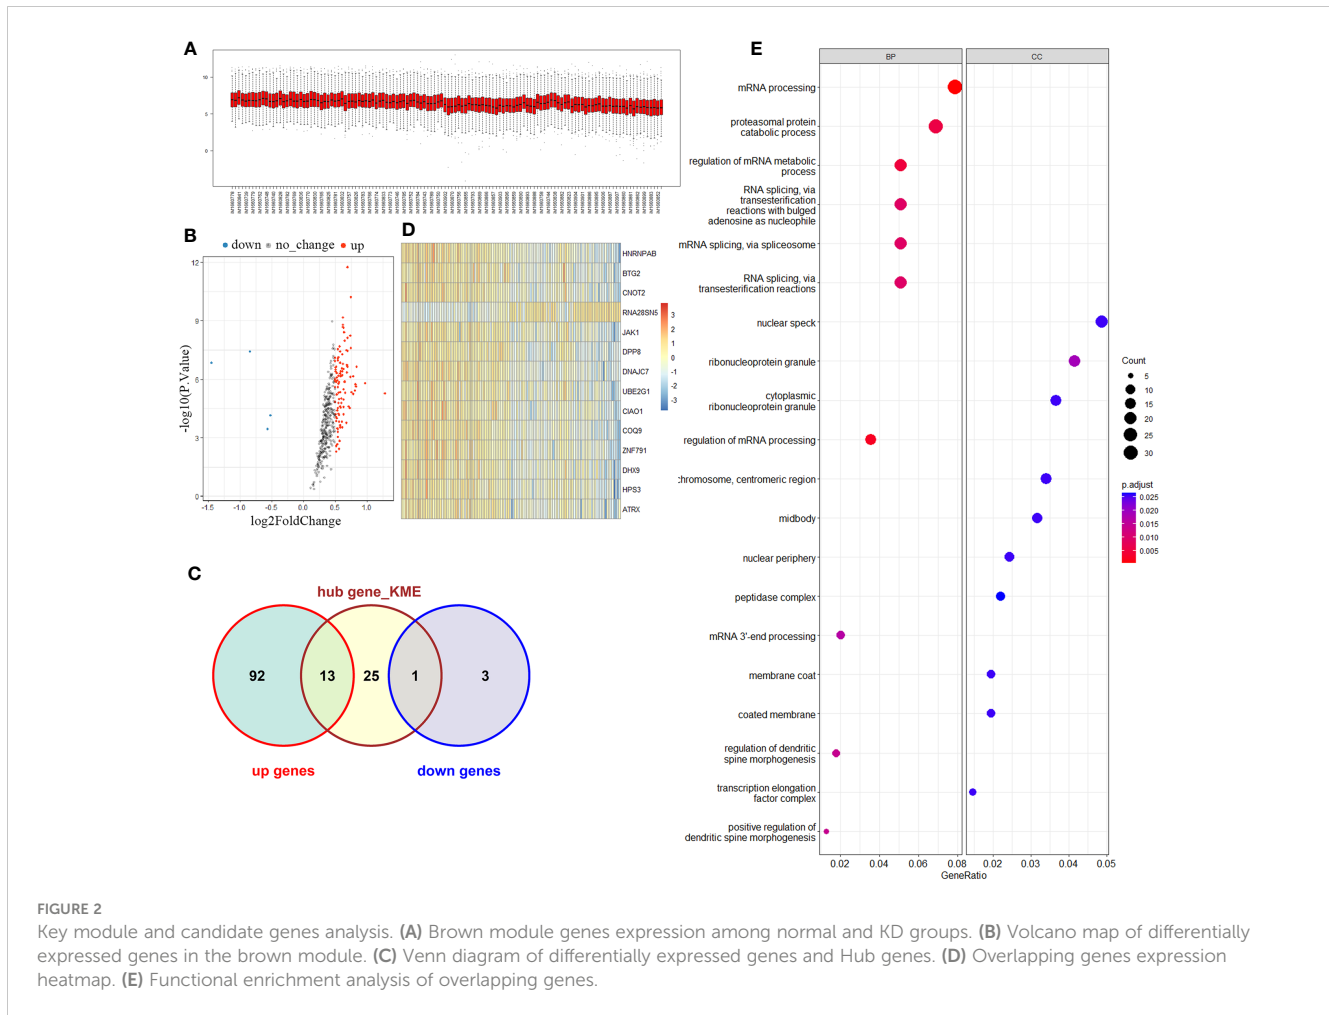 A
10
5
0
B
down no_change up
12
9
6
3
0
-log10(P.Value)
-1.5 -1.0 -0.5 0.0 0.5 1.0
log2FoldChange
D
HNRNPAB
BTG2
CNOT2
RNA28SN5
JAK1
DPP8
DNAJC7
UBE2G1
CIAO1
COQ9
ZNF791
DHX9
HPS3
ATRX
3
2
1
0
-1
-2
-3
C
hub gene_KME
92 13 25 1 3
up genes down genes
E
BP CC
mRNA processing
proteasomal protein
catabolic process
regulation of mRNA metabolic
process
RNA splicing, via
transesterification
reactions with bulged
adenosine as nucleophile
mRNA splicing, via spliceosome
RNA splicing, via
transesterification reactions
nuclear speck
ribonucleoprotein granule
cytoplasmic
ribonucleoprotein granule
regulation of mRNA processing
chromosome, centromeric region
midbody
nuclear periphery
peptidase complex
mRNA 3'-end processing
membrane coat
coated membrane
regulation of dendritic
spine morphogenesis
transcription elongation
factor complex
positive regulation of
dendritic spine morphogenesis
0.02 0.04 0.06 0.08 0.02 0.03 0.04 0.05
GeneRatio
Count
5
10
15
20
25
30
p.adjust
0.025
0.020
0.015
0.010
0.005
FIGURE 2
Key module and candidate genes analysis. (A) Brown module genes expression among normal and KD groups. (B) Volcano map of differentially
expressed genes in the brown module. (C) Venn diagram of differentially expressed genes and Hub genes. (D) Overlapping genes expression
heatmap. (E) Functional enrichment analysis of overlapping genes.